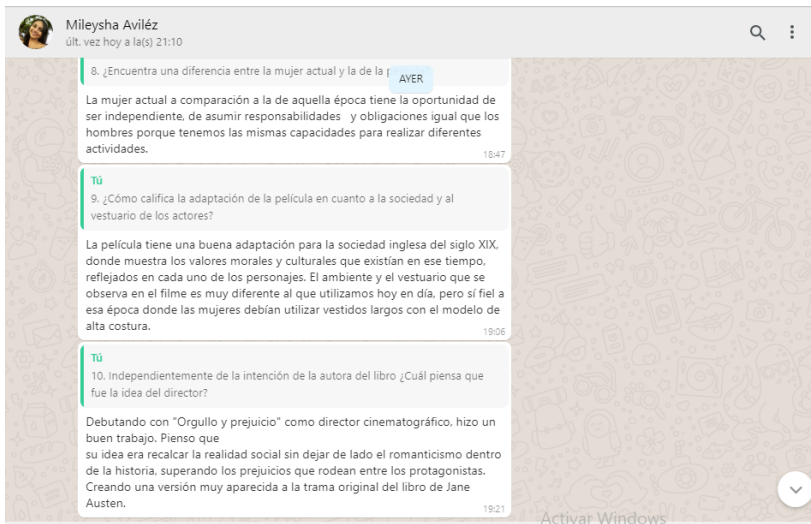 Mileysha Aviléz
últ. vez hoy a la(s) 21:10
8. ¿Encuentra una diferencia entre la mujer actual y la de la
AYER
La mujer actual a comparación a la de aquella época tiene la oportunidad de
ser independiente, de asumir responsabilidades y obligaciones igual que los
hombres porque tenemos las mismas capacidades para realizar diferentes
actividades.
18:47
Tú
9. ¿Cómo califica la adaptación de la película en cuanto a la sociedad y al
vestuario de los actores?
La película tiene una buena adaptación para la sociedad inglesa del siglo XIX,
donde muestra los valores morales y culturales que existían en ese tiempo,
reflejados en cada uno de los personajes. El ambiente y el vestuario que se
observa en el filme es muy diferente al que utilizamos hoy en día, pero sí fiel a
esa época donde las mujeres debían utilizar vestidos largos con el modelo de
alta costura.
19:06
Tú
10. Independientemente de la intención de la autora del libro ¿Cuál piensa que
fue la idea del director?
Debutando con "Orgullo y prejuicio" como director cinematográfico, hizo un
buen trabajo. Pienso que
su idea era recalcar la realidad social sin dejar de lado el romanticismo dentro
de la historia, superando los prejuicios que rodean entre los protagonistas.
Creando una versión muy aparecida a la trama original del libro de Jane
Austen.
19:21
Activar Windows